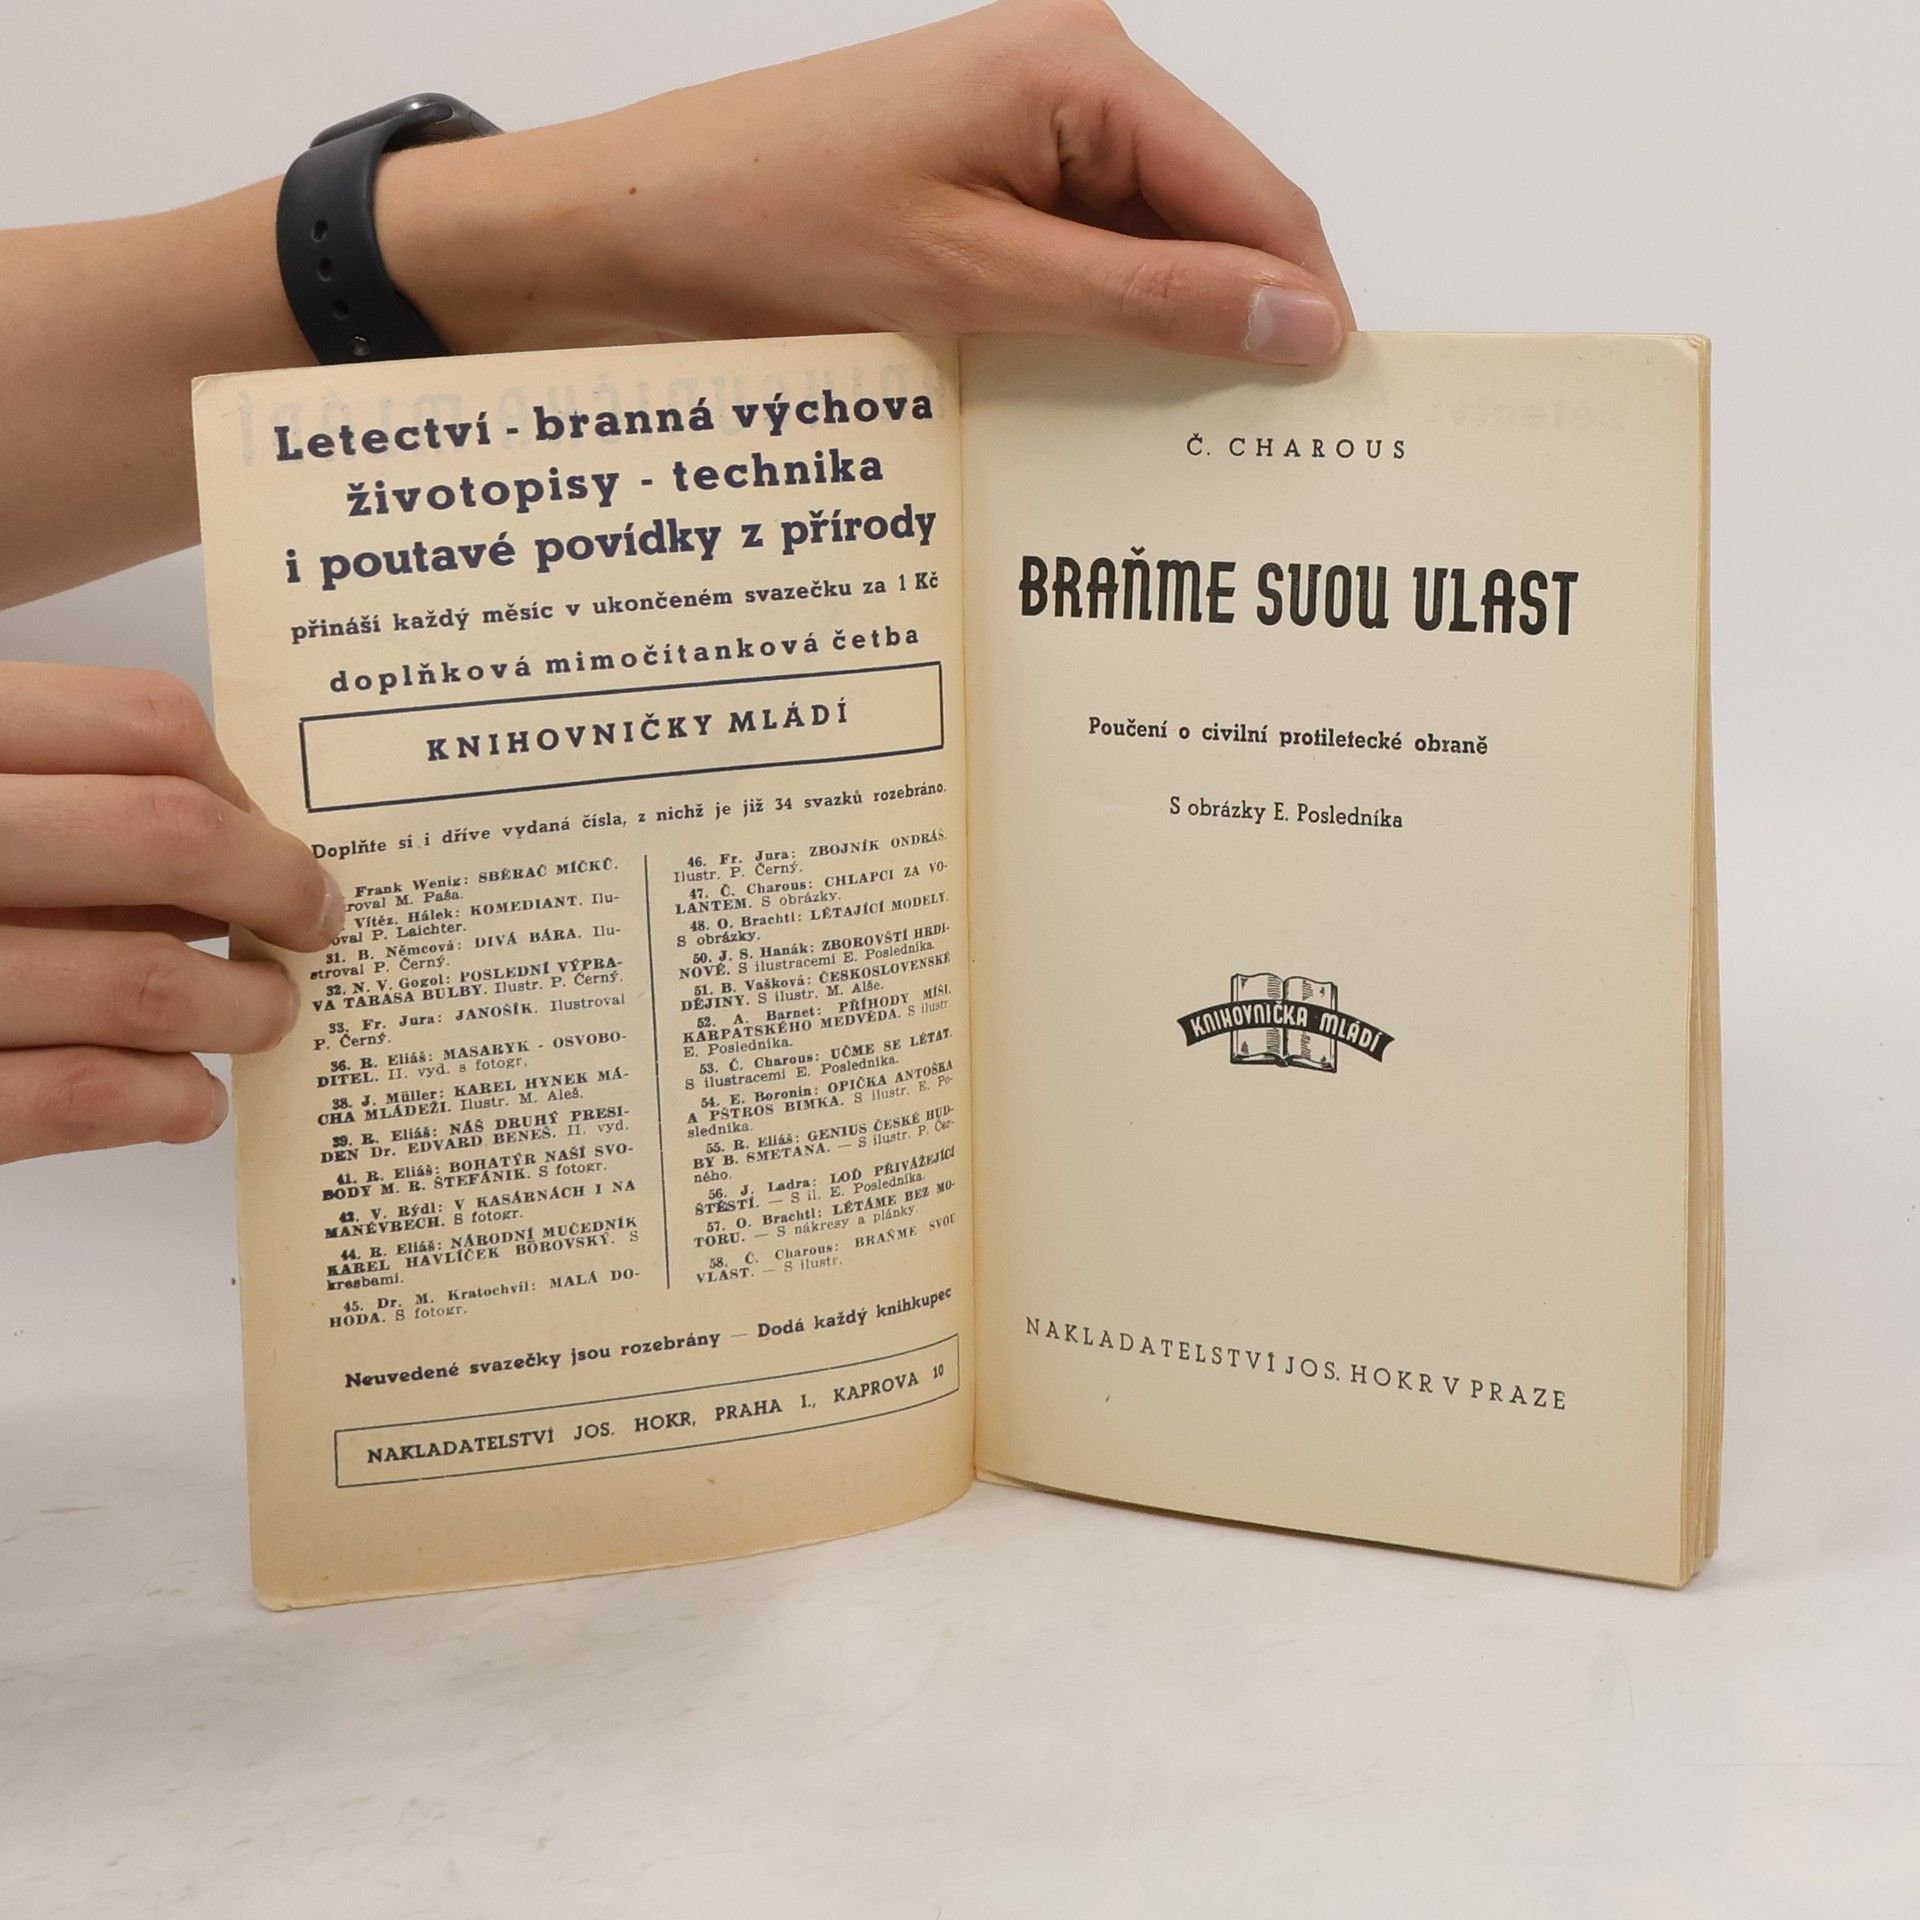 Letectví - branná výchova
životopisy - technika
i poutavé povídky z přírody
přináší každý měsíc v ukončeném svazečku za 1 Kč
doplňková mimočítanková četba
KNIHOVNIČKY MLÁDÍ
Doplňte si i dříve vydaná čísla, z nichž je již 34 svazků rozebráno.
Frank Wenig: SBĚRAČ MÍČKŮ.
troval M. Paša.
Vítěz. Hálek: KOMEDIANT. Ilu-
oval P. Laichter.
31. B. Němcová: DIVÁ BÁRA. Ilu-
stroval P. Černý.
32. N. V. Gogol: POSLEDNÍ VÝPRA-
VA TARASA BULBY. Ilustr. P. Černý.
33. Fr. Jura: JANOŠÍK. Ilustroval
P. Černý.
36. R. Eliáš: MASARYK - OSVOBO-
DITEL. II. vyd. s fotogr.
38. J. Müller: KAREL HYNEK MÁ-
CHA MLÁDEŽI. Ilustr. M. Aleš.
39. R. Eliáš: NÁŠ DRUHÝ PRESI-
DEN Dr. EDVARD BENEŠ. II. vyd.
41. R. Eliáš: BOHATÝR NAŠÍ SVO-
BODY M. R. ŠTEFÁNIK. S fotogr.
43. V. Rýdl: V KASÁRNÁCH I NA
MANÉVRECH. S fotogr.
44. R. Eliáš: NÁRODNÍ MUČEDNÍK
KAREL HAVLÍČEK BOROVSKÝ. S
kresbami.
45. Dr. M. Kratochvíl: MALÁ DO-
HODA. S fotogr.
46. Fr. Jura: ZBOJNÍK ONDRÁŠ.
Ilustr. P. Černý.
47. Č. Charous: CHLAPCI ZA VO-
LANTEM. S obrázky.
48. O. Brachtl: LÉTAJÍCÍ MODELY.
S obrázky.
50. J. S. Hanák: ZBOROVŠTÍ HRDI-
NOVÉ. S ilustracemi E. Posledníka.
51. B. Vašková: ČESKOSLOVENSKÉ
DĚJINY. S ilustr. M. Alše.
52. A. Barnet: PŘÍHODY MÍŠI,
KARPATSKÉHO MEDVĚDA. S ilustr.
E. Posledníka.
53. Č. Charous: UČME SE LÉTAT.
S ilustracemi E. Posledníka.
54. E. Boronin: OPIČKA ANTOŠKA
A PŠTROS BIMKA. S ilustr. E. Po-
sledníka.
55. R. Eliáš: GENIUS ČESKÉ HUD-
BY B. SMETANA. — S ilustr. P. Čer-
ného.
56. J. Ladra: LOĎ PŘIVÁŽEJÍCÍ
ŠTĚSTÍ. — S il. E. Posledníka.
57. O. Brachtl: LÉTÁME BEZ MO-
TORU. — S nákresy a plánky.
58. Č. Charous: BRAŇME SVOU
VLAST. — S ilustr.
Neuvedené svazečky jsou rozebrány — Dodá každý knihkupec
NAKLADATELSTVÍ JOS. HOKR, PRAHA I., KAPROVA 10
Č. CHAROUS
BRAŇME SVOU VLAST
Poučení o civilní protiletecké obraně
S obrázky E. Posledníka
KNIHOVNIČKA MLÁDÍ
NAKLADATELSTVÍ JOS. HOKR V PRAZE